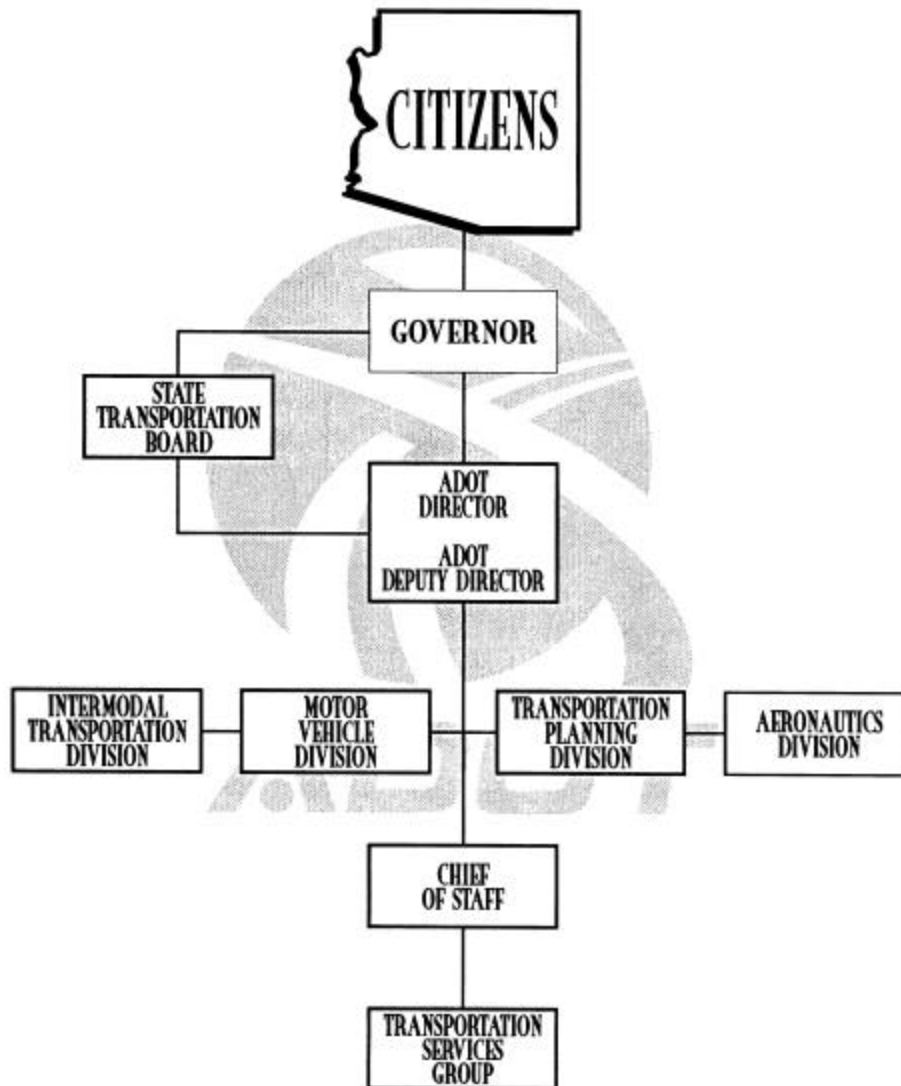 CITIZENS
GOVERNOR
STATE
TRANSPORTATION
BOARD
ADOT
DIRECTOR
ADOT
DEPUTY DIRECTOR
INTERMODAL
TRANSPORTATION
DIVISION
MOTOR
VEHICLE
DIVISION
TRANSPORTATION
PLANNING
DIVISION
AERONAUTICS
DIVISION
ADOT
CHIEF
OF STAFF
TRANSPORTATION
SERVICES
GROUP